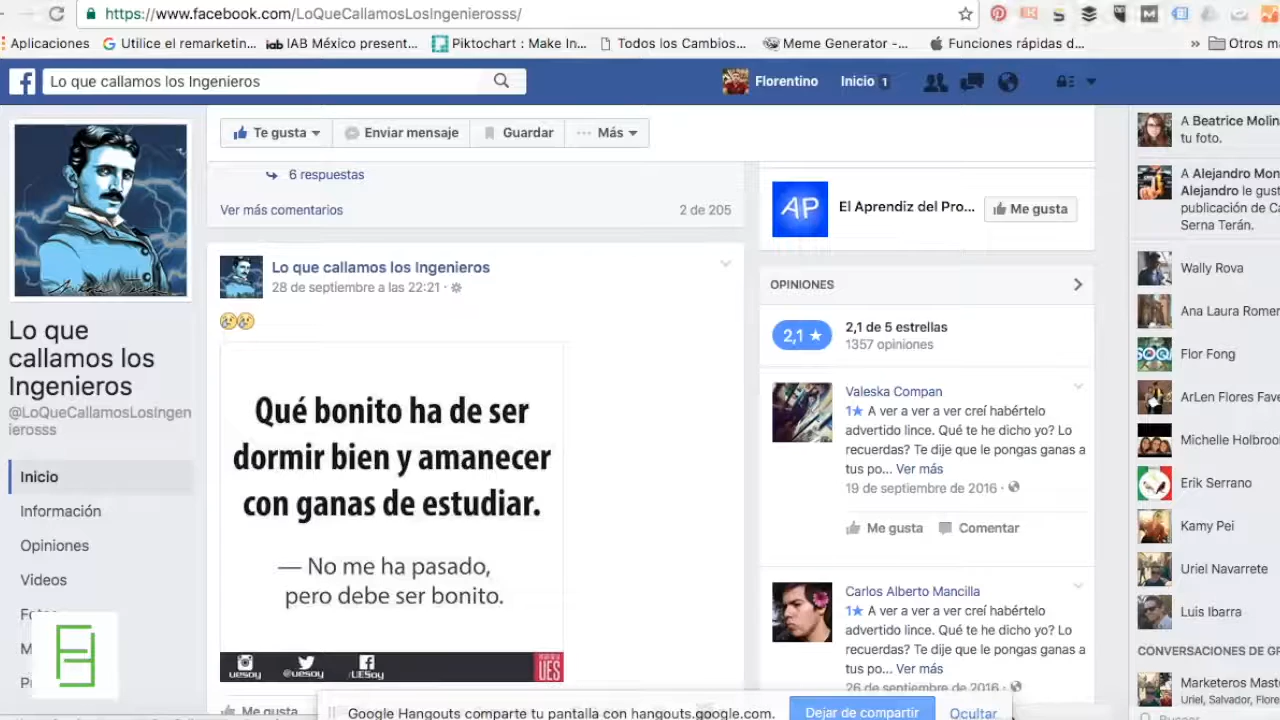 https://www.facebook.com/LoQueCallamosLosIngenierosss/
Aplicaciones
Utilice el remarketin...
iab IAB México present...
Piktochart : Make In...
Todos los Cambios...
Meme Generator -...
Funciones rápidas d...
»
Otros m
Lo que callamos los Ingenieros
Florentino
Inicio 1
Te gusta
Enviar mensaje
Guardar
Más
6 respuestas
Ver más comentarios
2 de 205
Lo que callamos los Ingenieros
28 de septiembre a las 22:21 ·
Qué bonito ha de ser
dormir bien y amanecer
con ganas de estudiar.
— No me ha pasado,
pero debe ser bonito.
uesoy
@uesoy
/UESoy
UES
Me gusta
Lo que
callamos los
Ingenieros
@LoQueCallamosLosIngen
ierosss
Inicio
Información
Opiniones
Videos
AP
El Aprendiz del Pro...
Me gusta
OPINIONES
2,1 ★
2,1 de 5 estrellas
1357 opiniones
Valeska Compan
1★ A ver a ver a ver creí habértelo
advertido lince. Qué te he dicho yo? Lo
recuerdas? Te dije que le pongas ganas a
tus po... Ver más
19 de septiembre de 2016 ·
Me gusta
Comentar
Carlos Alberto Mancilla
1★ A ver a ver a ver creí habértelo
advertido lince. Qué te he dicho yo? Lo
recuerdas? Te dije que le pongas ganas a
tus po... Ver más
26 de septiembre de 2016 ·
A Beatrice Molina
tu foto.
A Alejandro Mon
Alejandro le gust
publicación de Ca
Serna Terán.
Wally Rova
Ana Laura Romer
Flor Fong
ArLen Flores Fave
Michelle Holbroo
Erik Serrano
Kamy Pei
Uriel Navarrete
Luis Ibarra
CONVERSACIONES DE GR
Marketeros Maste
Uriel, Salvador, Flore
Google Hangouts comparte tu pantalla con hangouts.google.com.
Dejar de compartir
Ocultar